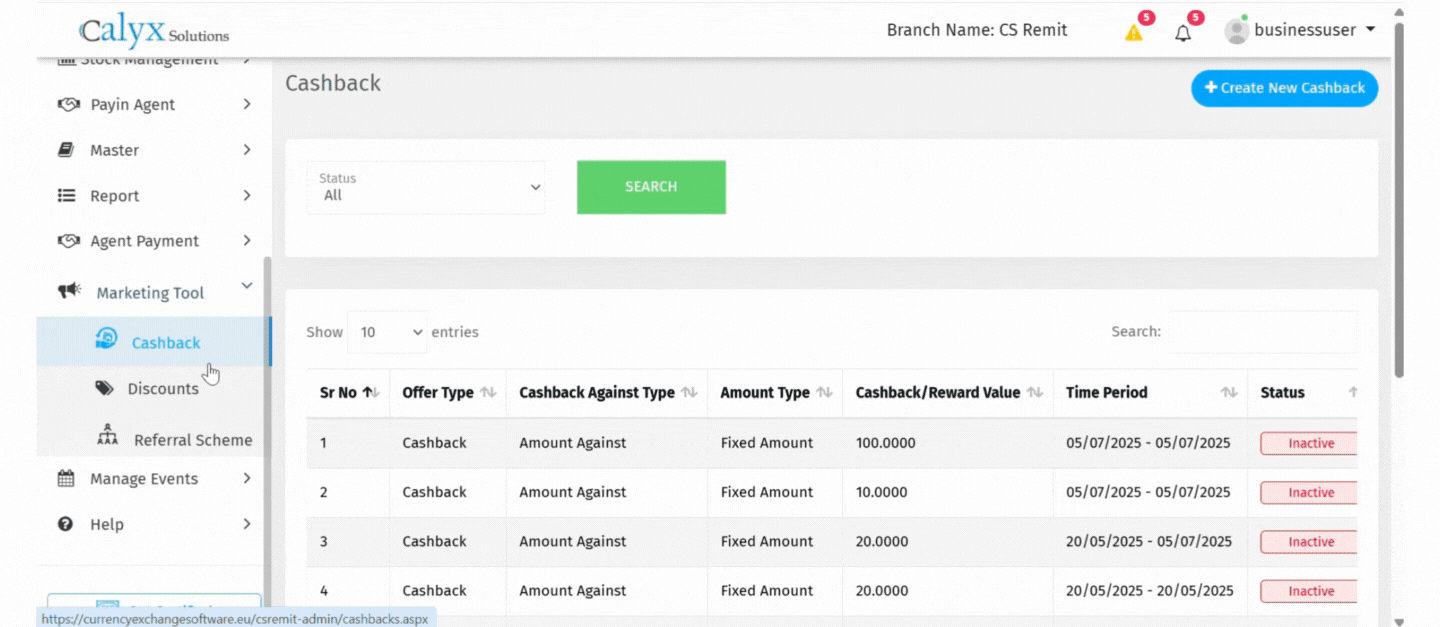 Calyx Solutions
Branch Name: CS Remit
5
5
businessuser
Stock Management
Payin Agent
Master
Report
Agent Payment
Marketing Tool
Cashback
Discounts
Referral Scheme
Manage Events
Help
https://currencyexchangesoftware.eu/csremit-admin/cashbacks.aspx
Cashback
+ Create New Cashback
Status
All
SEARCH
Show 10 entries
Search:
Sr No Offer Type Cashback Against Type Amount Type Cashback/Reward Value Time Period Status
1 Cashback Amount Against Fixed Amount 100.0000 05/07/2025 - 05/07/2025 Inactive
2 Cashback Amount Against Fixed Amount 10.0000 05/07/2025 - 05/07/2025 Inactive
3 Cashback Amount Against Fixed Amount 20.0000 20/05/2025 - 05/07/2025 Inactive
4 Cashback Amount Against Fixed Amount 20.0000 20/05/2025 - 20/05/2025 Inactive